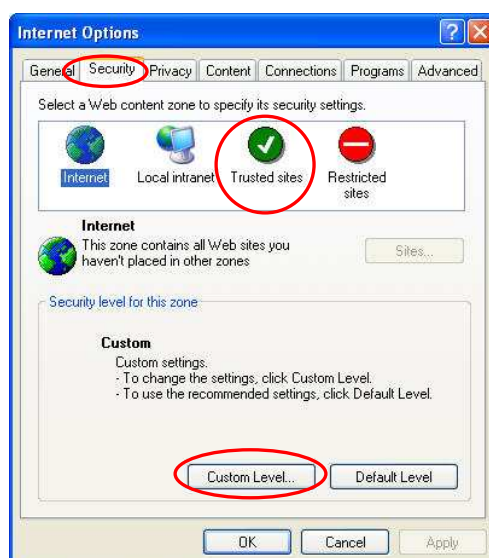 Internet Options
General Security Privacy Content Connections Programs Advanced
Select a Web content zone to specify its security settings.
Internet Local intranet Trusted sites Restricted
sites
Internet
This zone contains all Web sites you
haven't placed in other zones
Sites...
Security level for this zone
Custom
Custom settings.
- To change the settings, click Custom Level.
- To use the recommended settings, click Default Level.
Custom Level... Default Level
OK Cancel Apply